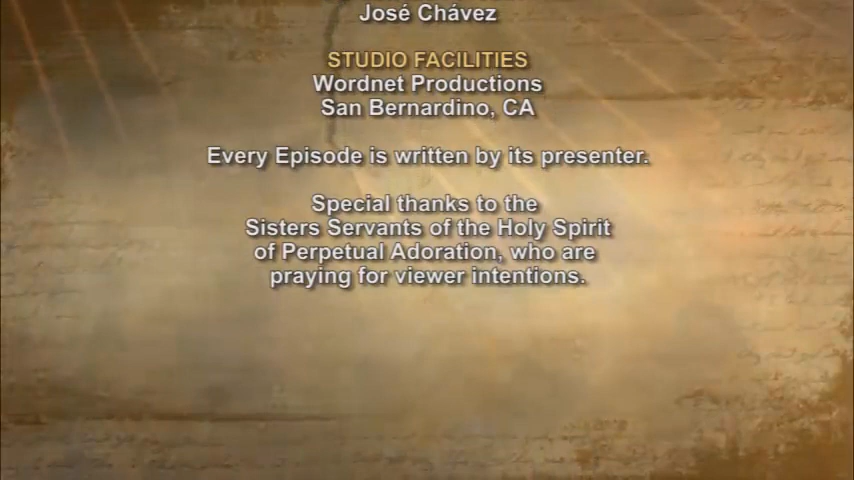 José Chávez
STUDIO FACILITIES
Wordnet Productions
San Bernardino, CA
Every Episode is written by its presenter.
Special thanks to the
Sisters Servants of the Holy Spirit
of Perpetual Adoration, who are
praying for viewer intentions.